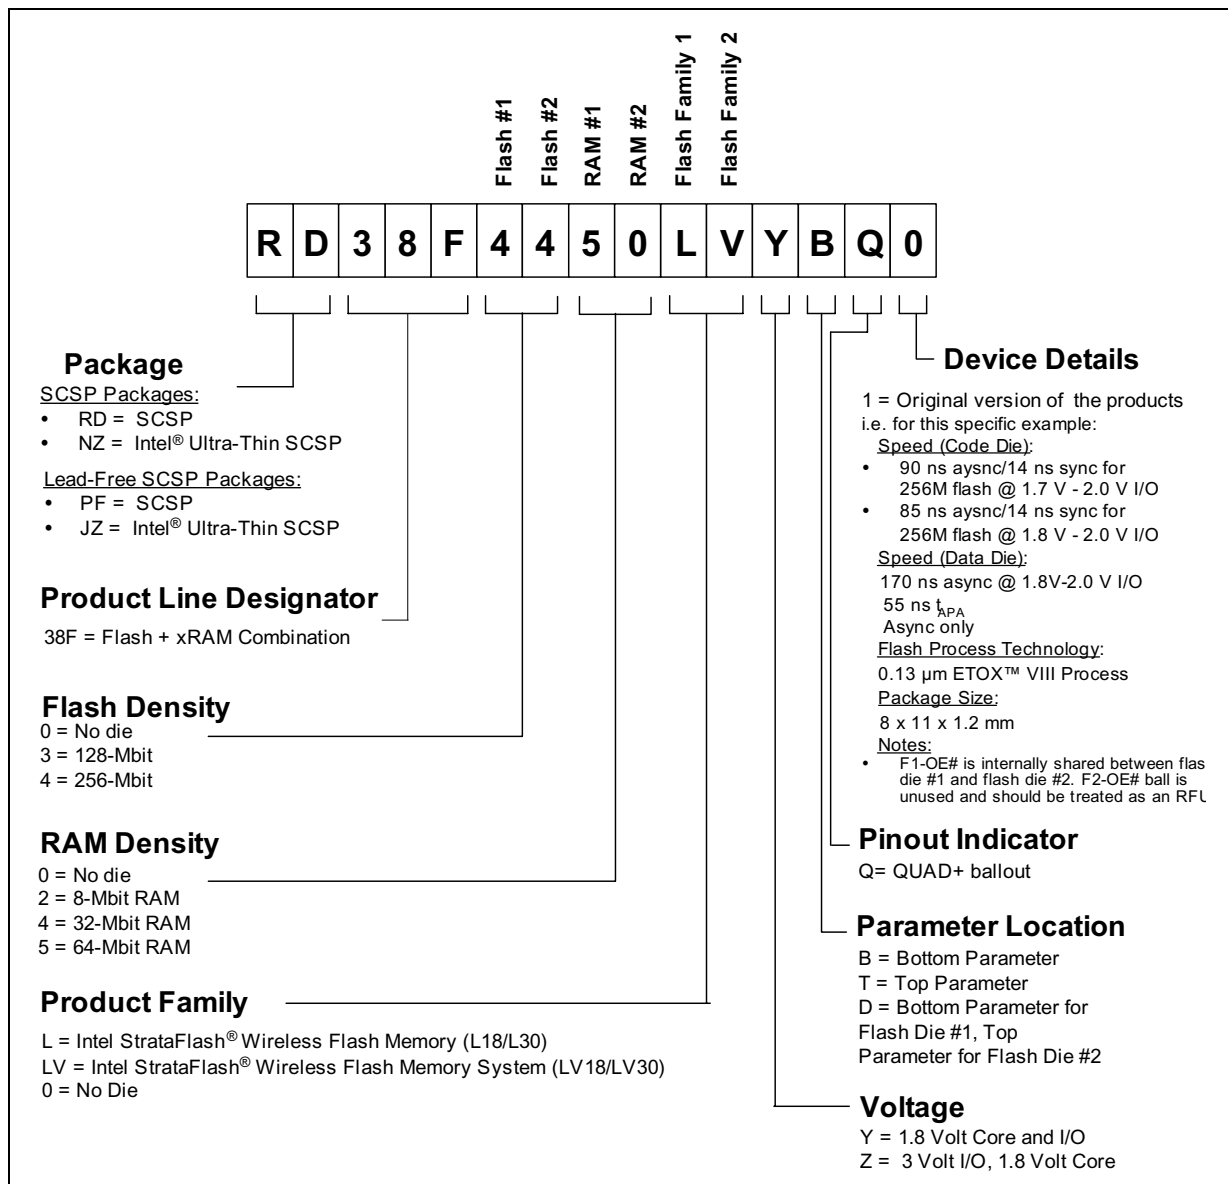 Flash #1
Flash #2
RAM #1
RAM #2
Flash Family 1
Flash Family 2
R D 3 8 F 4 4 5 0 L V Y B Q 0
Package
SCSP Packages:
• RD = SCSP
• NZ = Intel® Ultra-Thin SCSP
Lead-Free SCSP Packages:
• PF = SCSP
• JZ = Intel® Ultra-Thin SCSP
Product Line Designator
38F = Flash + xRAM Combination
Flash Density
0 = No die
3 = 128-Mbit
4 = 256-Mbit
RAM Density
0 = No die
2 = 8-Mbit RAM
4 = 32-Mbit RAM
5 = 64-Mbit RAM
Product Family
L = Intel StrataFlash® Wireless Flash Memory (L18/L30)
LV = Intel StrataFlash® Wireless Flash Memory System (LV18/LV30)
0 = No Die
Device Details
1 = Original version of the products
i.e. for this specific example:
Speed (Code Die):
• 90 ns aysnc/14 ns sync for
256M flash @ 1.7 V - 2.0 V I/O
• 85 ns aysnc/14 ns sync for
256M flash @ 1.8 V - 2.0 V I/O
Speed (Data Die):
170 ns async @ 1.8V-2.0 V I/O
55 ns tAPA
Async only
Flash Process Technology:
0.13 µm ETOX™ VIII Process
Package Size:
8 x 11 x 1.2 mm
Notes:
• F1-OE# is internally shared between flas
die #1 and flash die #2. F2-OE# ball is
unused and should be treated as an RFU
Pinout Indicator
Q= QUAD+ ballout
Parameter Location
B = Bottom Parameter
T = Top Parameter
D = Bottom Parameter for
Flash Die #1, Top
Parameter for Flash Die #2
Voltage
Y = 1.8 Volt Core and I/O
Z = 3 Volt I/O, 1.8 Volt Core